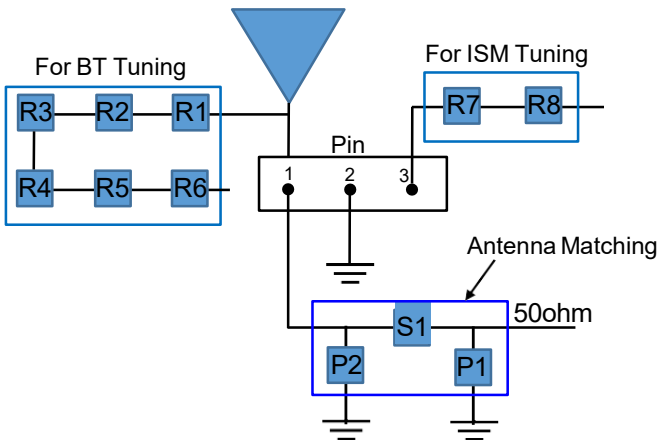 For BT Tuning
For ISM Tuning
R3 R2 R1
R7 R8
Pin
1 2 3
R4 R5 R6
Antenna Matching
50ohm
S1
P2 P1